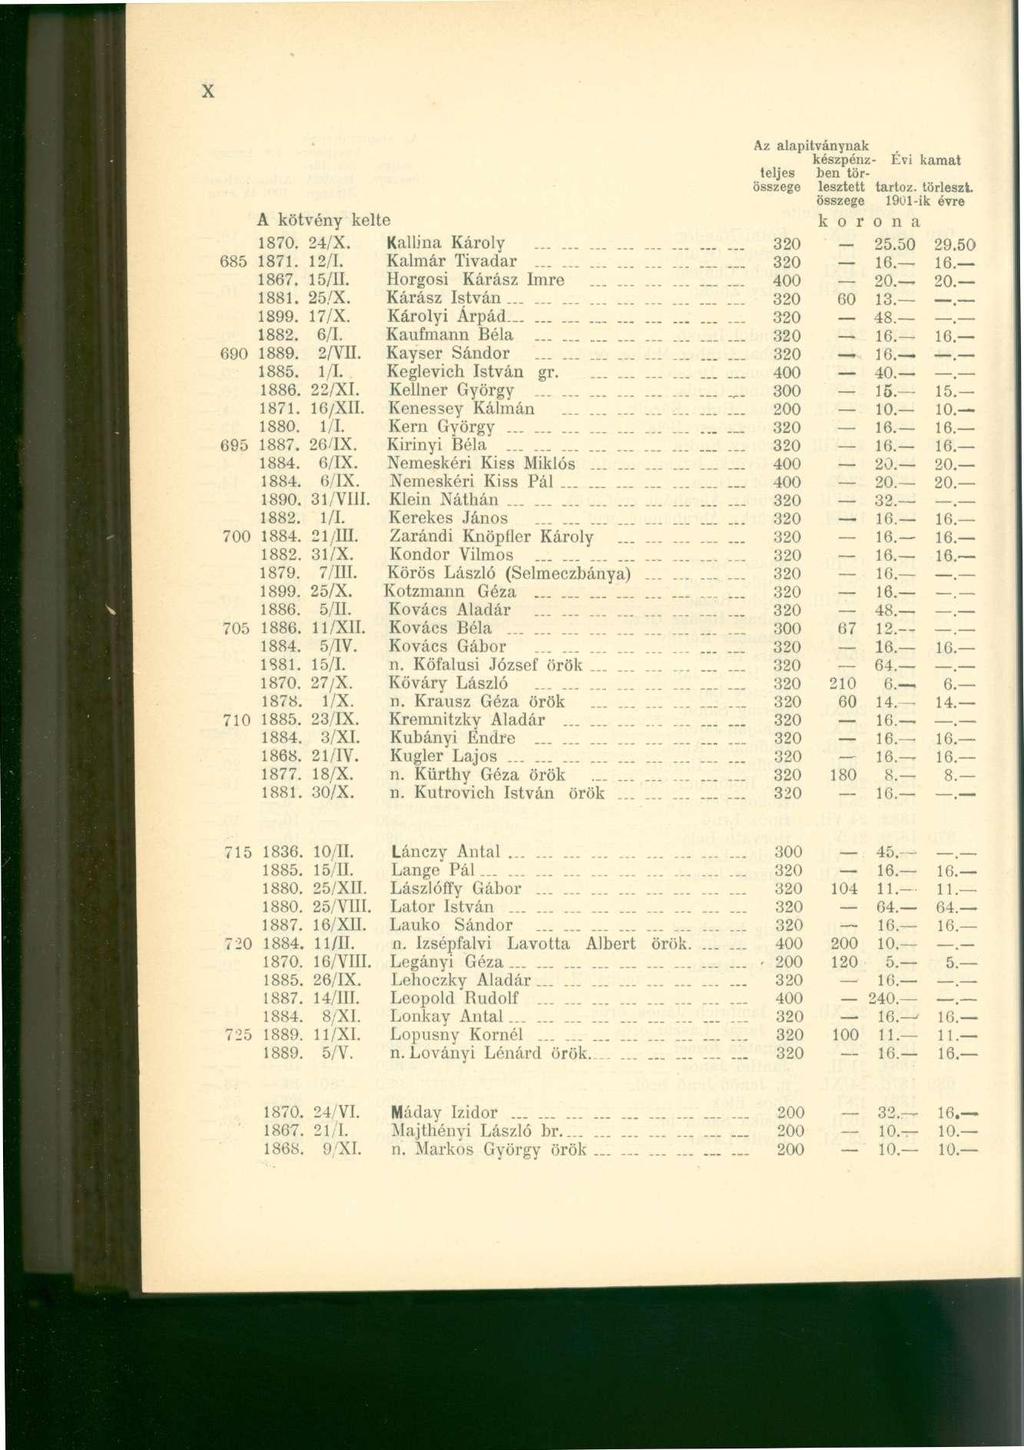 X
Az alapítványnak
készpénz- Évi kamat
teljes ben tör-
összege lesztett tartoz. törleszt.
összege 1901-ik évre
A kötvény kelte k o r o n a
1870. 24/X. Kallina Károly 320 — 25.50 29.50
685 1871. 12/I. Kalmár Tivadar 320 — 16.— 16.—
1867. 15/II. Horgosi Kárász Imre 400 — 20.— 20.—
1881. 25/X. Kárász István 320 60 13.— —.—
1899. 17/X. Károlyi Árpád 320 — 48.— —.—
1882. 6/I. Kaufmann Béla 320 — 16.— 16.—
690 1889. 2/VII. Kayser Sándor 320 — 16.— —.—
1885. 1/I. Keglevich István gr. 400 — 40.— —.—
1886. 22/XI. Kellner György 300 — 15.— 15.—
1871. 16/XII. Kenessey Kálmán 200 — 10.— 10.—
1880. 1/I. Kern György 320 — 16.— 16.—
695 1887. 26/IX. Kirinyi Béla 320 — 16.— 16.—
1884. 6/IX. Nemeskéri Kiss Miklós 400 — 20.— 20.—
1884. 6/IX. Nemeskéri Kiss Pál 400 — 20.— 20.—
1890. 31/VIII. Klein Náthán 320 — 32.— —.—
1882. 1/I. Kerekes János 320 — 16.— 16.—
700 1884. 21/III. Zarándi Knöpfler Károly 320 — 16.— 16.—
1882. 31/X. Kondor Vilmos 320 — 16.— 16.—
1879. 7/III. Körös László (Selmeczbánya) 320 — 16.— —.—
1899. 25/X. Kotzmann Géza 320 — 16.— —.—
1886. 5/II. Kovács Aladár 320 — 48.— —.—
705 1886. 11/XII. Kovács Béla 300 67 12.— —.—
1884. 5/IV. Kovács Gábor 320 — 16.— 16.—
1881. 15/I. n. Kőfalusi József örök 320 — 64.— —.—
1870. 27/X. Kőváry László 320 210 6.— 6.—
1878. 1/X. n. Krausz Géza örök 320 60 14.— 14.—
710 1885. 23/IX. Kremnitzky Aladár 320 — 16.— —.—
1884. 3/XI. Kubányi Endre 320 — 16.— 16.—
1868. 21/IV. Kugler Lajos 320 — 16.— 16.—
1877. 18/X. n. Kürthy Géza örök 320 180 8.— 8.—
1881. 30/X. n. Kutrovich István örök 320 — 16.— —.—
715 1836. 10/II. Lánczy Antal 300 — 45.— —.—
1885. 15/II. Lange Pál 320 — 16.— 16.—
1880. 25/XII. Lászlóffy Gábor 320 104 11.— 11.—
1880. 25/VIII. Lator István 320 — 64.— 64.—
1887. 16/XII. Lauko Sándor 320 — 16.— 16.—
720 1884. 11/II. n. Izsépfalvi Lavotta Albert örök. 400 200 10.— —.—
1870. 16/VIII. Legányi Géza 200 120 5.— 5.—
1885. 26/IX. Lehoczky Aladár 320 — 16.— —.—
1887. 14/III. Leopold Rudolf 400 — 240.— —.—
1884. 8/XI. Lonkay Antal 320 — 16.— 16.—
725 1889. 11/XI. Lopusny Kornél 320 100 11.— 11.—
1889. 5/V. n. Loványi Lénárd örök. 320 — 16.— 16.—
1870. 24/VI. Máday Izidor 200 — 32.— 16.—
1867. 21/I. Majthényi László br. 200 — 10.— 10.—
1868. 9/XI. n. Markos György örök 200 — 10.— 10.—